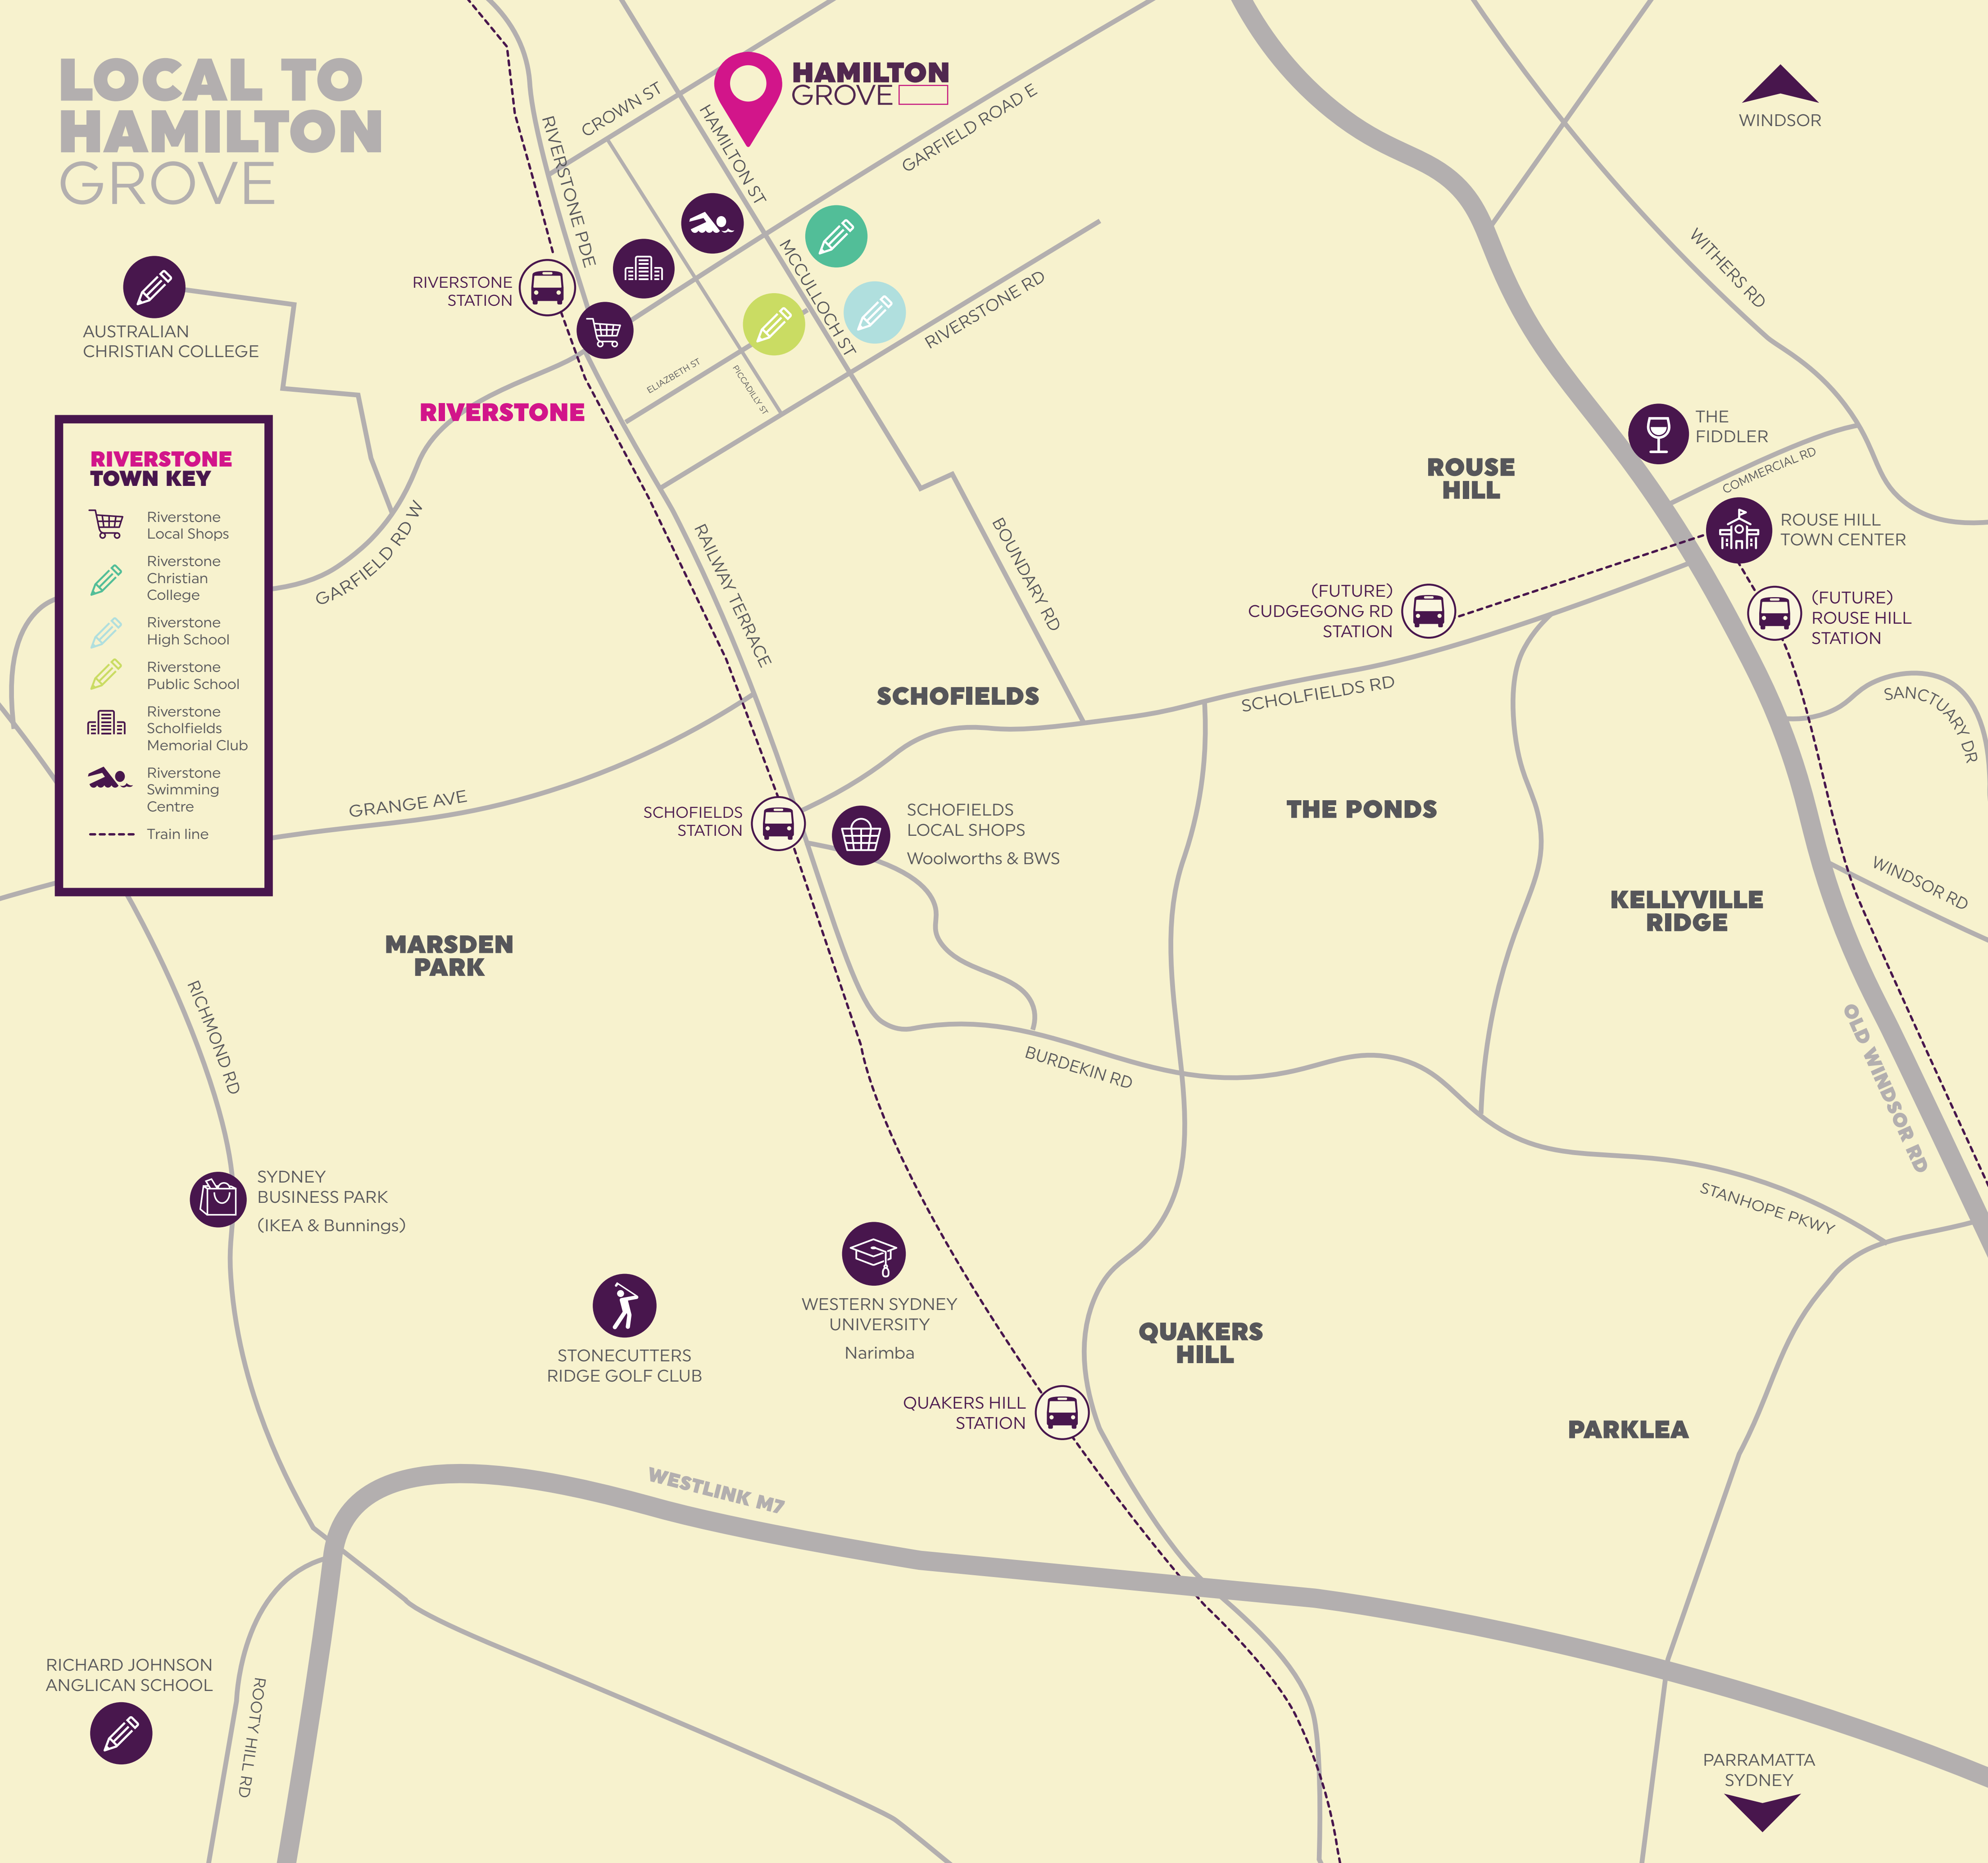 LOCAL TO
HAMILTON
GROVE
HAMILTON
GROVE
WINDSOR
CROWN ST
HAMILTON ST
GARFIELD ROAD E
RIVERSTONE PDE
MCCULLOCH ST
RIVERSTONE RD
WITHERS RD
RIVERSTONE
STATION
AUSTRALIAN
CHRISTIAN COLLEGE
ELIAZBETH ST
PICCADILLY ST
RIVERSTONE
THE
FIDDLER
COMMERCIAL RD
ROUSE
HILL
ROUSE HILL
TOWN CENTER
RIVERSTONE
TOWN KEY
Riverstone
Local Shops
Riverstone
Christian
College
Riverstone
High School
Riverstone
Public School
Riverstone
Scholfields
Memorial Club
Riverstone
Swimming
Centre
Train line
GARFIELD RD W
RAILWAY TERRACE
BOUNDARY RD
(FUTURE)
CUDGEGONG RD
STATION
(FUTURE)
ROUSE HILL
STATION
SCHOFIELDS
SCHOLFIELDS RD
SANCTUARY DR
GRANGE AVE
SCHOFIELDS
STATION
SCHOFIELDS
LOCAL SHOPS
Woolworths & BWS
THE PONDS
KELLYVILLE
RIDGE
WINDSOR RD
MARSDEN
PARK
RICHMOND RD
BURDEKIN RD
OLD WINDSOR RD
SYDNEY
BUSINESS PARK
(IKEA & Bunnings)
STANHOPE PKWY
WESTERN SYDNEY
UNIVERSITY
Narimba
STONECUTTERS
RIDGE GOLF CLUB
QUAKERS
HILL
QUAKERS HILL
STATION
PARKLEA
WESTLINK M7
RICHARD JOHNSON
ANGLICAN SCHOOL
ROOTY HILL RD
PARRAMATTA
SYDNEY